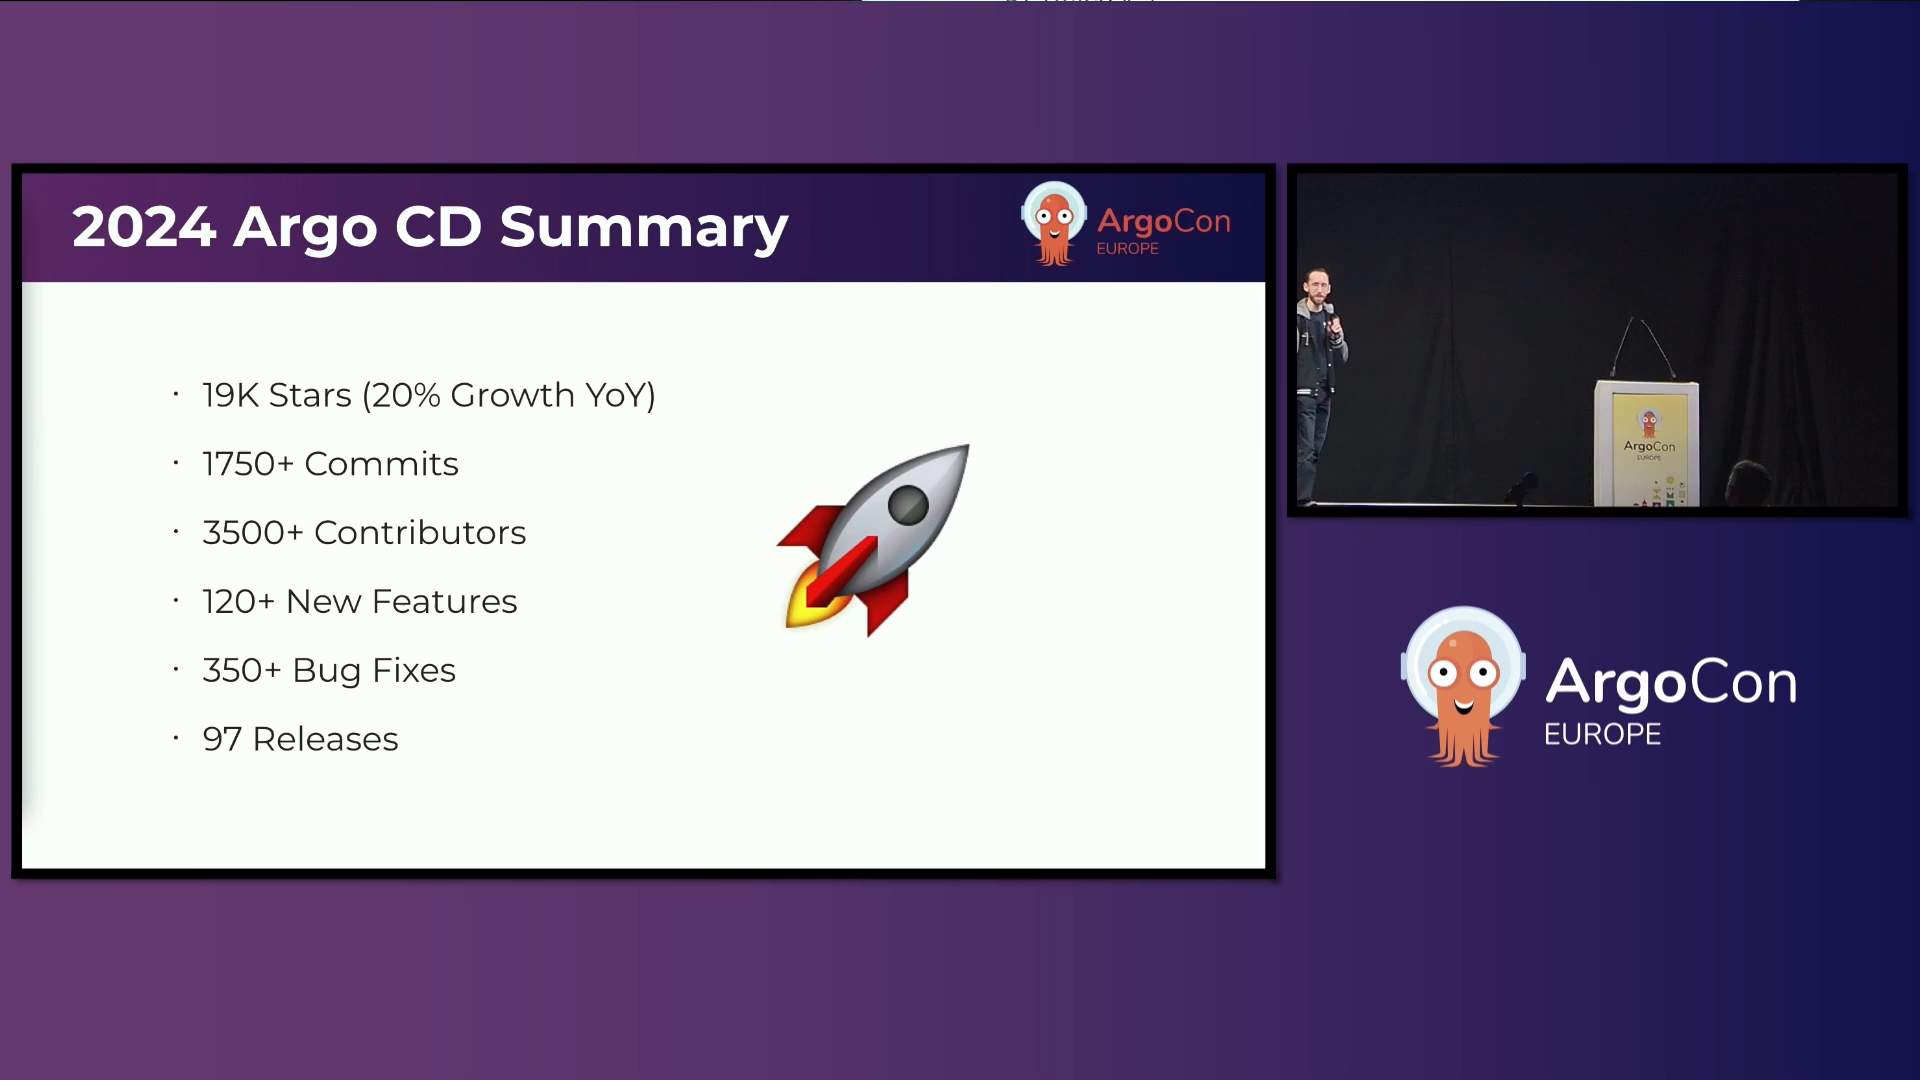 2024 Argo CD Summary
ArgoCon
EUROPE
· 19K Stars (20% Growth YoY)
· 1750+ Commits
· 3500+ Contributors
· 120+ New Features
· 350+ Bug Fixes
· 97 Releases
ArgoCon
EUROPE
ArgoCon
EUROPE